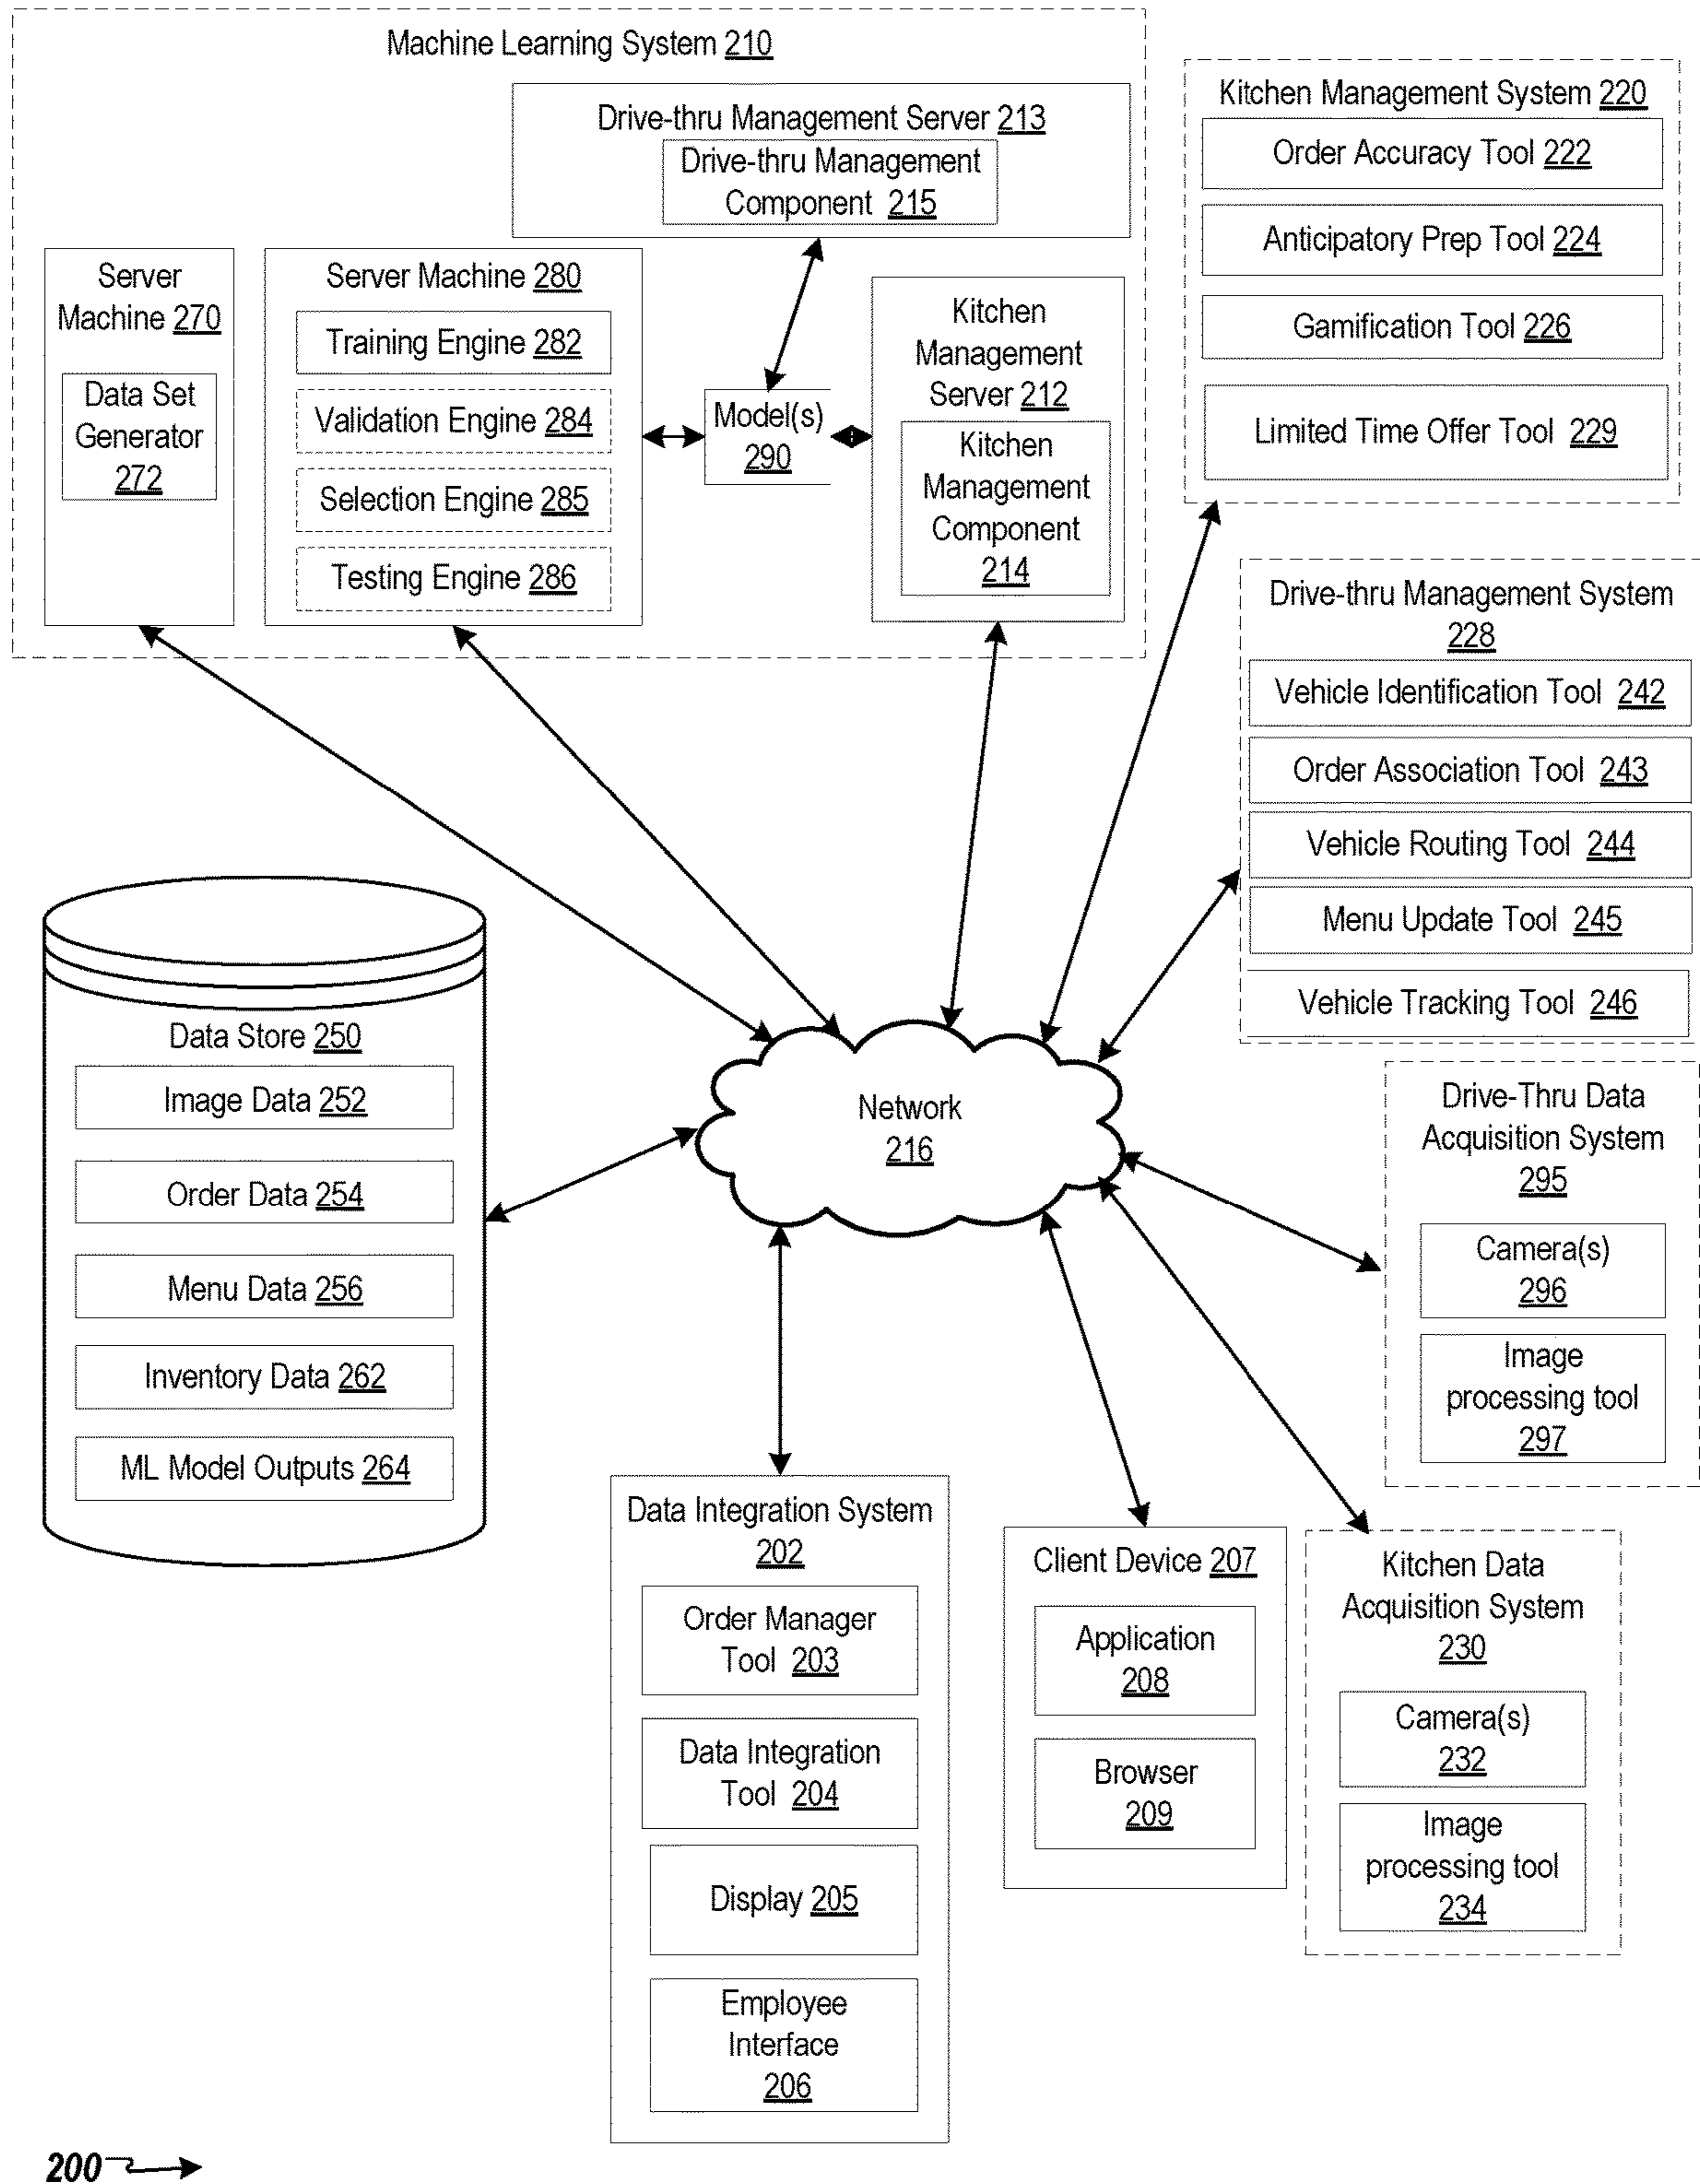 Machine Learning System 210
Drive-thru Management Server 213
Drive-thru Management
Component 215
Server
Machine 270
Data Set
Generator
272
Server Machine 280
Training Engine 282
Validation Engine 284
Selection Engine 285
Testing Engine 286
Model(s)
290
Kitchen
Management
Server 212
Kitchen
Management
Component
214
Kitchen Management System 220
Order Accuracy Tool 222
Anticipatory Prep Tool 224
Gamification Tool 226
Limited Time Offer Tool 229
Drive-thru Management System
228
Vehicle Identification Tool 242
Order Association Tool 243
Vehicle Routing Tool 244
Menu Update Tool 245
Vehicle Tracking Tool 246
Data Store 250
Image Data 252
Order Data 254
Menu Data 256
Inventory Data 262
ML Model Outputs 264
Network
216
Drive-Thru Data
Acquisition System
295
Camera(s)
296
Image
processing tool
297
Data Integration System
202
Order Manager
Tool 203
Data Integration
Tool 204
Display 205
Employee
Interface
206
Client Device 207
Application
208
Browser
209
Kitchen Data
Acquisition System
230
Camera(s)
232
Image
processing tool
234
200